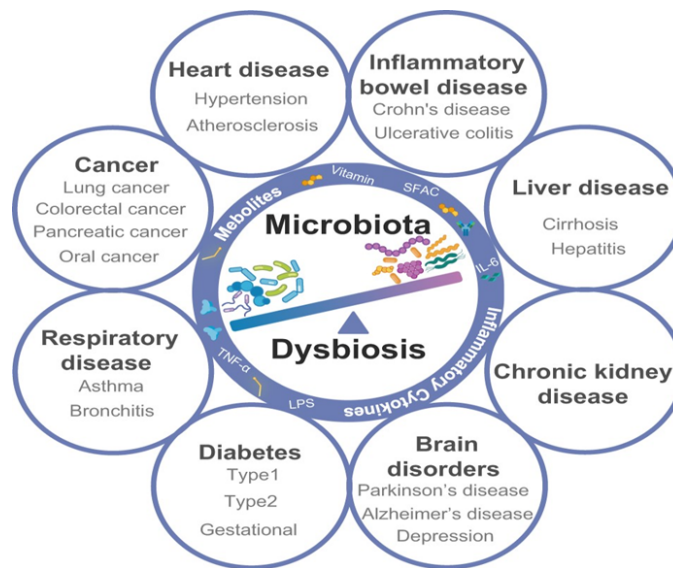 Heart disease
Hypertension
Atherosclerosis
Inflammatory
bowel disease
Crohn's disease
Ulcerative colitis
Cancer
Lung cancer
Colorectal cancer
Pancreatic cancer
Oral cancer
Liver disease
Cirrhosis
Hepatitis
Mebolites
Vitamin
SFAC
IL-6
Microbiota
Dysbiosis
TNF-α
LPS
Inflammatory Cytokines
Respiratory
disease
Asthma
Bronchitis
Chronic kidney
disease
Diabetes
Type1
Type2
Gestational
Brain
disorders
Parkinson's disease
Alzheimer's disease
Depression